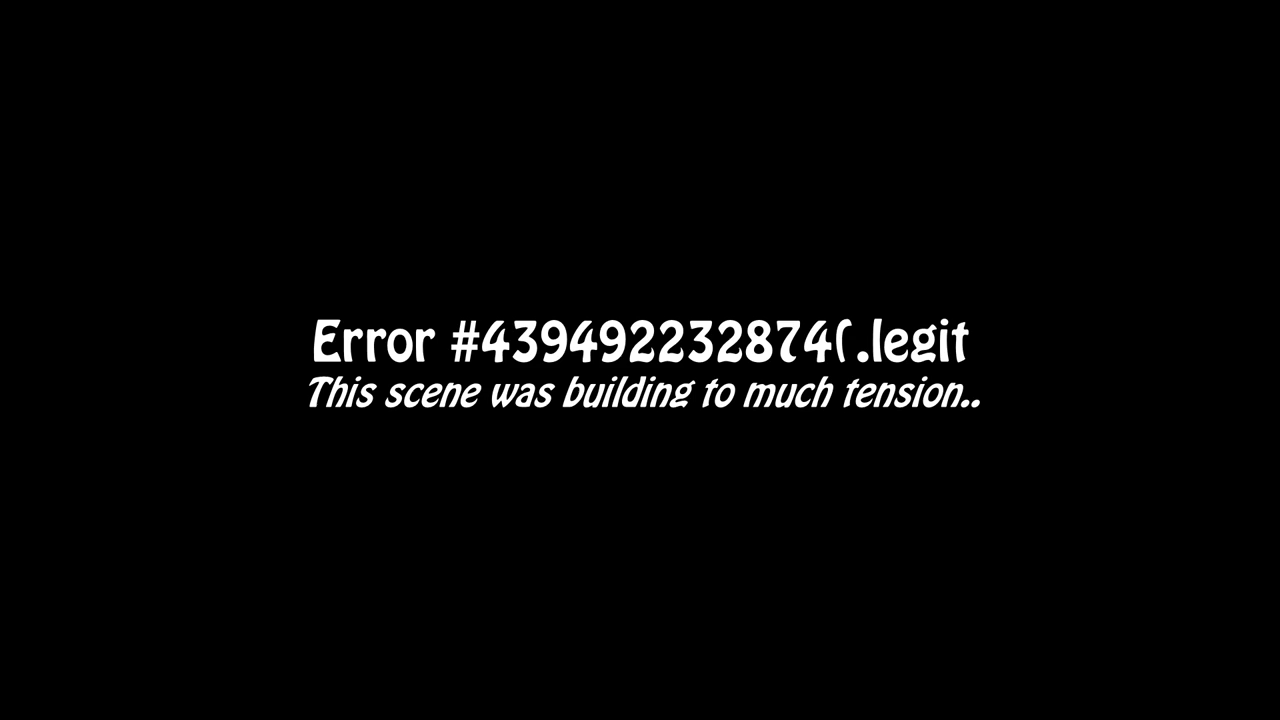 Error #439492232874(.legit
This scene was building to much tension..